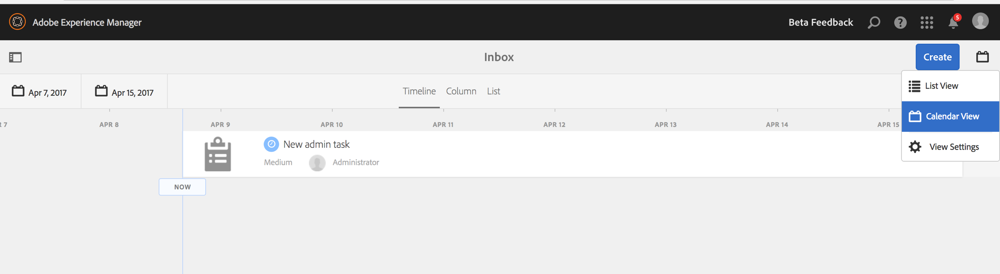 Adobe Experience Manager
Beta Feedback
5
Inbox
Create
Apr 7, 2017
Apr 15, 2017
Timeline
Column
List
List View
Calendar View
View Settings
R 7
APR 8
APR 9
APR 10
APR 11
APR 12
APR 13
APR 14
APR 15
New admin task
Medium
Administrator
NOW